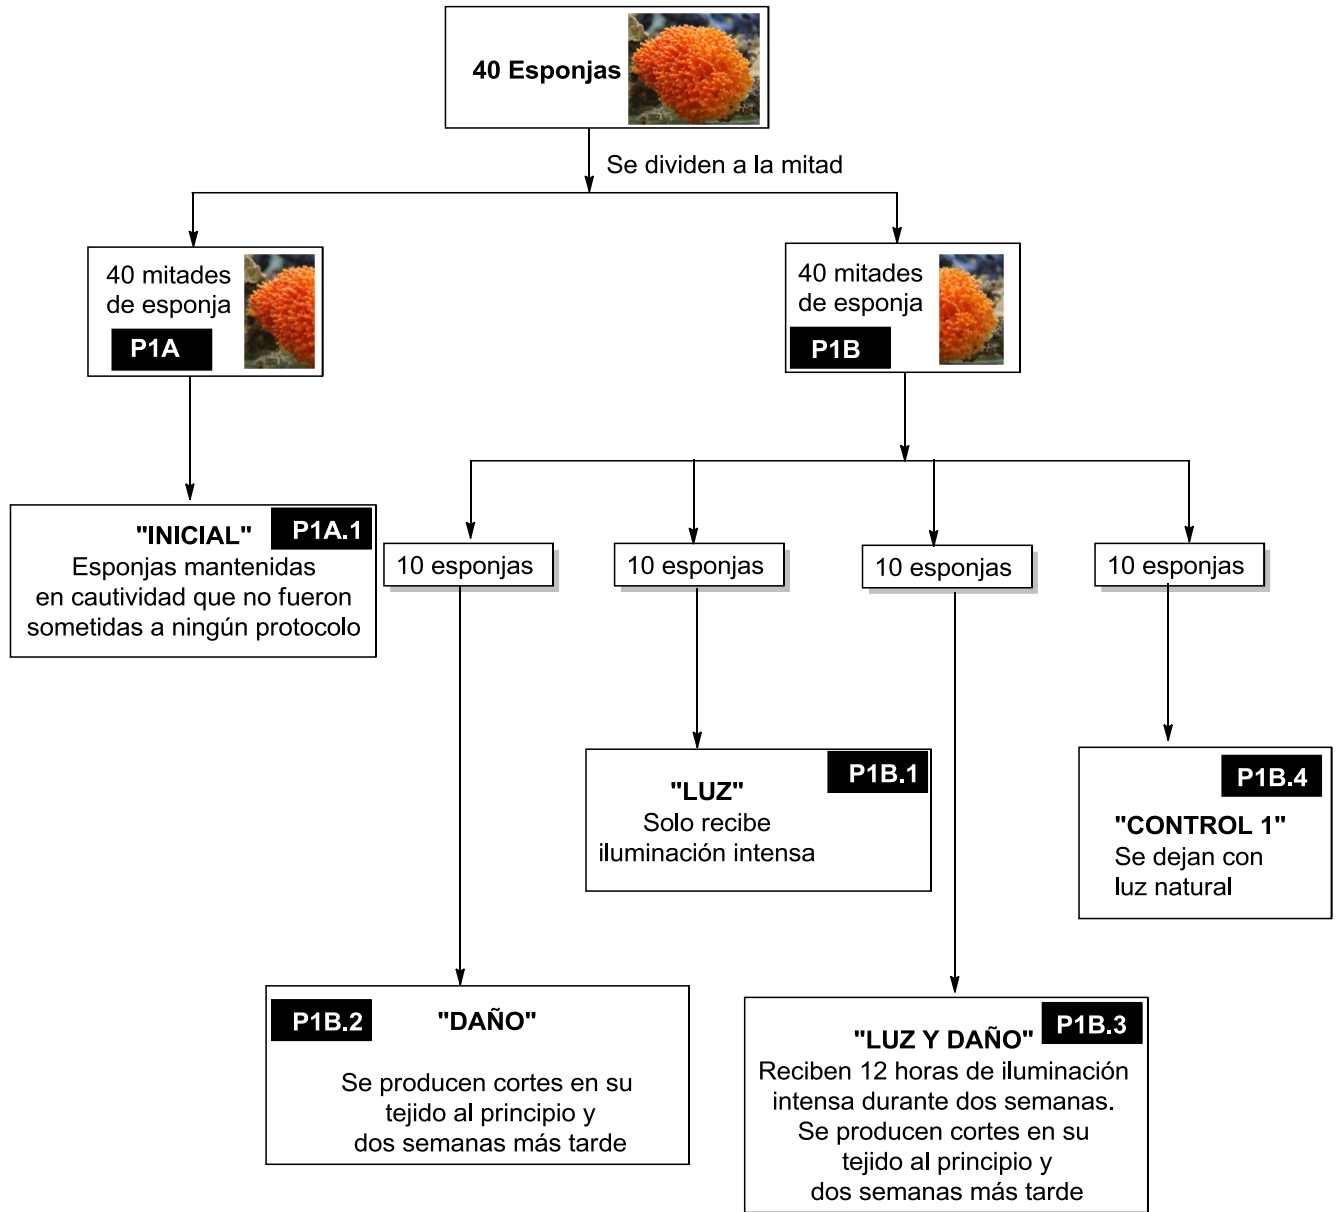 40 Esponjas
Se dividen a la mitad
40 mitades
de esponja
P1A
40 mitades
de esponja
P1B
"INICIAL"
P1A.1
Esponjas mantenidas
en cautividad que no fueron
sometidas a ningún protocolo
10 esponjas
10 esponjas
10 esponjas
10 esponjas
P1B.1
"LUZ"
Solo recibe
iluminación intensa
P1B.4
"CONTROL 1"
Se dejan con
luz natural
P1B.2
"DAÑO"
Se producen cortes en su
tejido al principio y
dos semanas más tarde
P1B.3
"LUZ Y DAÑO"
Reciben 12 horas de iluminación
intensa durante dos semanas.
Se producen cortes en su
tejido al principio y
dos semanas más tarde